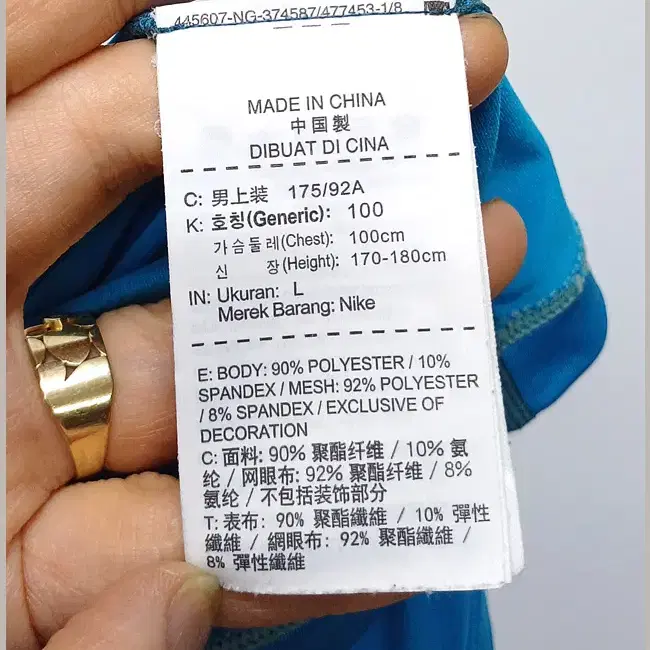 445607-NG-374587/477453-1/8
MADE IN CHINA
中国製
DIBUAT DI CINA
C: 男上装 175/92A
K: 호칭(Generic): 100
가슴둘레(Chest): 100cm
신 장(Height): 170-180cm
IN: Ukuran: L
Merek Barang: Nike
E: BODY: 90% POLYESTER / 10%
SPANDEX / MESH: 92% POLYESTER
/ 8% SPANDEX / EXCLUSIVE OF
DECORATION
C: 面料: 90% 聚酯纤维 / 10% 氨
纶 / 网眼布: 92% 聚酯纤维 / 8%
氨纶 / 不包括装饰部分
T: 表布: 90% 聚酯纖維 / 10% 彈性
纖維 / 網眼布: 92% 聚酯纖維 /
8% 彈性纖維